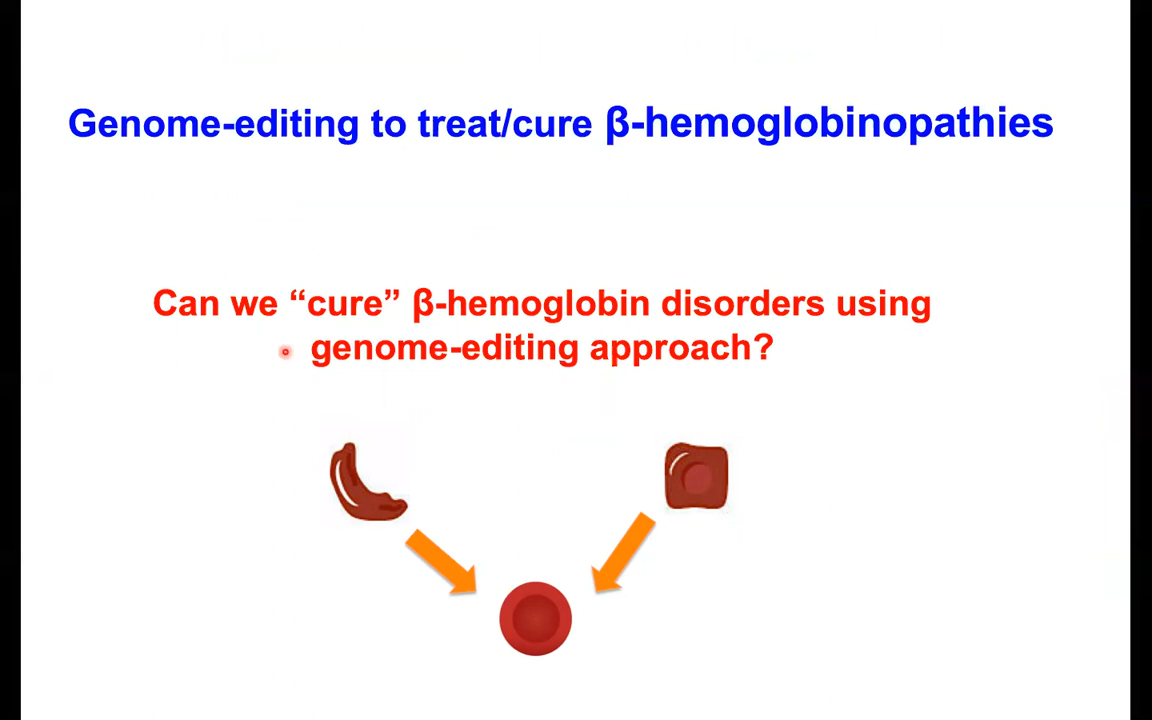 Genome-editing to treat/cure β-hemoglobinopathies
Can we “cure” β-hemoglobin disorders using
genome-editing approach?